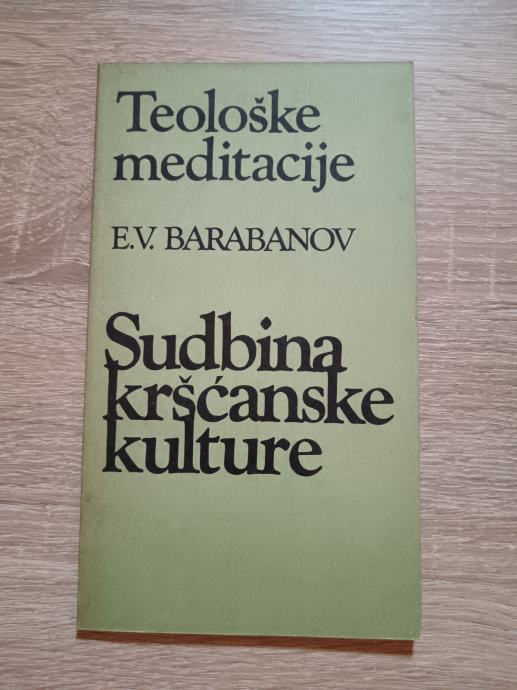 Teološke
meditacije
E.V. BARABANOV
Sudbina
kršćanske
kulture